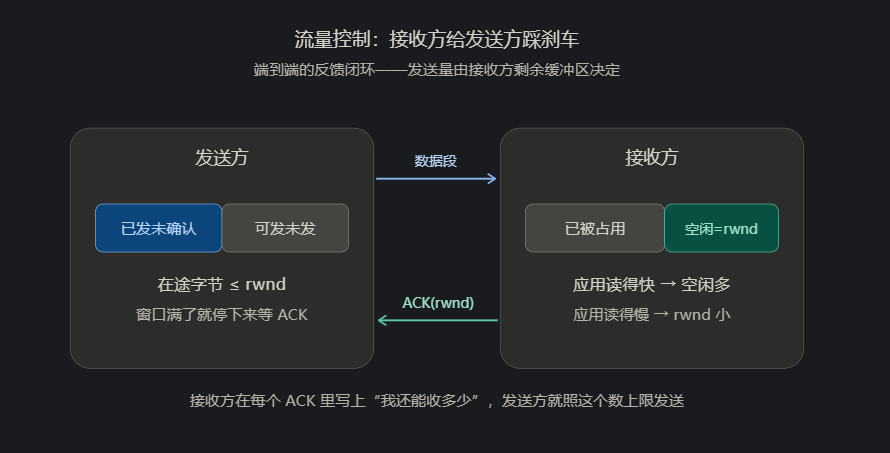 流量控制：接收方给发送方踩刹车
端到端的反馈闭环——发送量由接收方剩余缓冲区决定
发送方
数据段
接收方
已发未确认
可发未发
已被占用
空闲=rwnd
在途字节 ≤ rwnd
应用读得快 → 空闲多
ACK(rwnd)
窗口满了就停下来等 ACK
应用读得慢 → rwnd 小
接收方在每个 ACK 里写上“我还能收多少”，发送方就照这个数上限发送